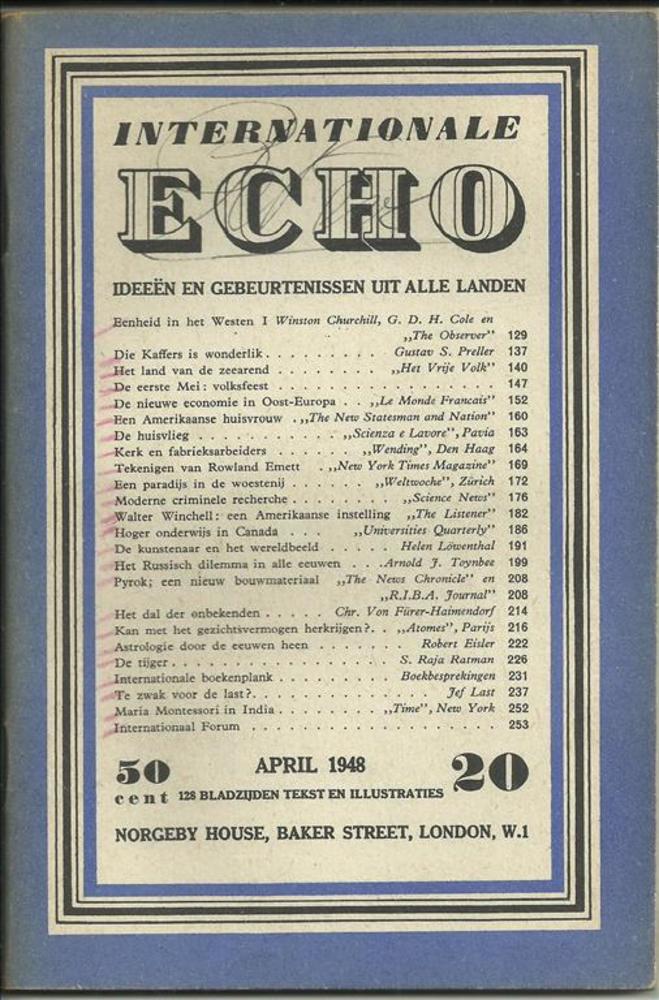 INTERNATIONALE
ECHO
IDEEËN EN GEBEURTENISSEN UIT ALLE LANDEN
Eenheid in het Westen I Winston Churchill, G. D. H. Cole en
„The Observer" 129
Die Kaffers is wonderlik . . . . . . . . . Gustav S. Preller 137
Het land van de zeearend . . . . . . . . „Het Vrije Volk" 140
De eerste Mei: volksfeest . . . . . . . . . . . . . . . . . 147
De nieuwe economie in Oost-Europa . . „Le Monde Francais" 152
Een Amerikaanse huisvrouw . „The New Statesman and Nation" 160
De huisvlieg . . . . . . . . . . . „Scienza e Lavore", Pavia 163
Kerk en fabrieksarbeiders . . . . . . . „Wending", Den Haag 164
Tekenigen van Rowland Emett . „New York Times Magazine" 169
Een paradijs in de woestenij . . . . . . „Weltwoche", Zürich 172
Moderne criminele recherche . . . . . . . . „Science News" 176
Walter Winchell: een Amerikaanse instelling „The Listener" 182
Hoger onderwijs in Canada . . . „Universities Quarterly" 186
De kunstenaar en het wereldbeeld . . . . . Helen Löwenthal 191
Het Russisch dilemma in alle eeuwen . . . Arnold J. Toynbee 199
Pyrok; een nieuw bouwmateriaal „The News Chronicle" en 208
„R.I.B.A. Journal" 208
Het dal der onbekenden . . . . . Chr. Von Fürer-Haimendorf 214
Kan met het gezichtsvermogen herkrijgen?. . „Atomes", Parijs 216
Astrologie door de eeuwen heen . . . . . . . Robert Eisler 222
De tijger . . . . . . . . . . . . . . . . S. Raja Ratman 226
Internationale boekenplank . . . . . . . . Boekbesprekingen 231
Te zwak voor de last?. . . . . . . . . . . . . . . Jef Last 237
Maria Montessori in India . . . . . . . . „Time", New York 252
Internationaal Forum . . . . . . . . . . . . . . . . . . 253
50 APRIL 1948 20
cent 128 BLADZIJDEN TEKST EN ILLUSTRATIES
NORGEBY HOUSE, BAKER STREET, LONDON, W.1